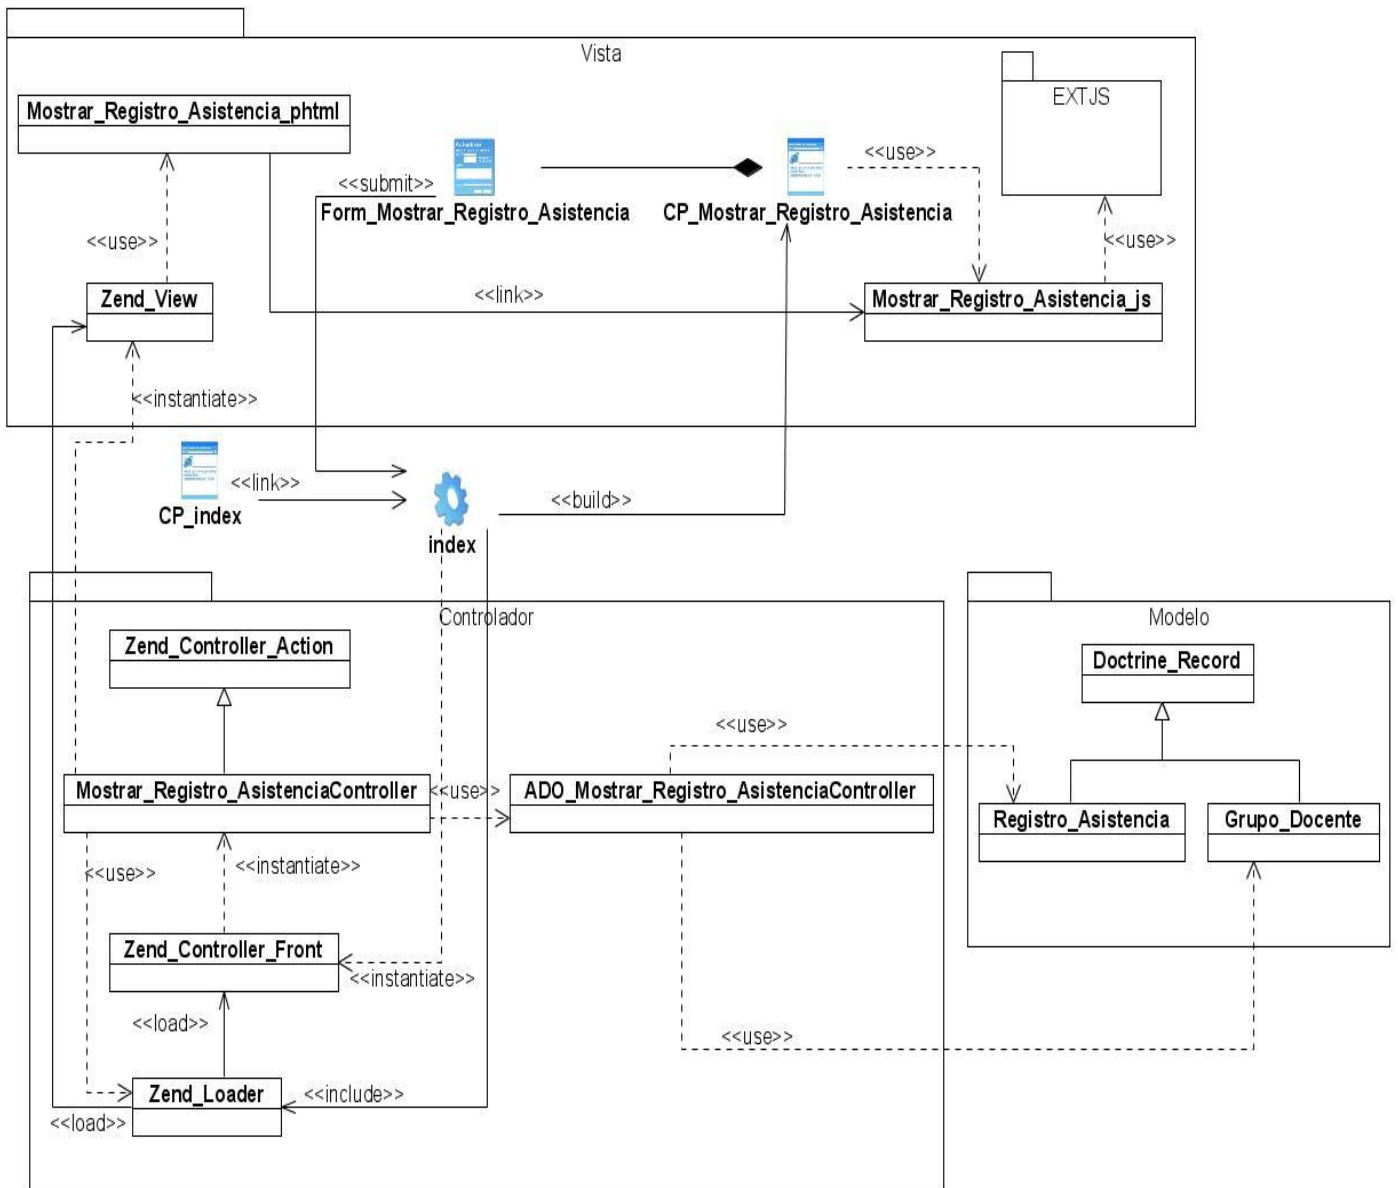 Vista
EXTJS
Mostrar_Registro_Asistencia_phtml
<<use>>
<<submit>>
Form_Mostrar_Registro_Asistencia
CP_Mostrar_Registro_Asistencia
<<use>>
<<use>>
<<link>>
Zend_View
Mostrar_Registro_Asistencia_js
<<instantiate>>
<<link>>
CP_index
<<build>>
index
Controlador
Modelo
Zend_Controller_Action
Doctrine_Record
<<use>>
Mostrar_Registro_AsistenciaController
<<use>>
ADO_Mostrar_Registro_AsistenciaController
Registro_Asistencia
Grupo_Docente
<<use>>
<<instantiate>>
Zend_Controller_Front
<<instantiate>>
<<load>>
<<use>>
Zend_Loader
<<include>>
<<load>>